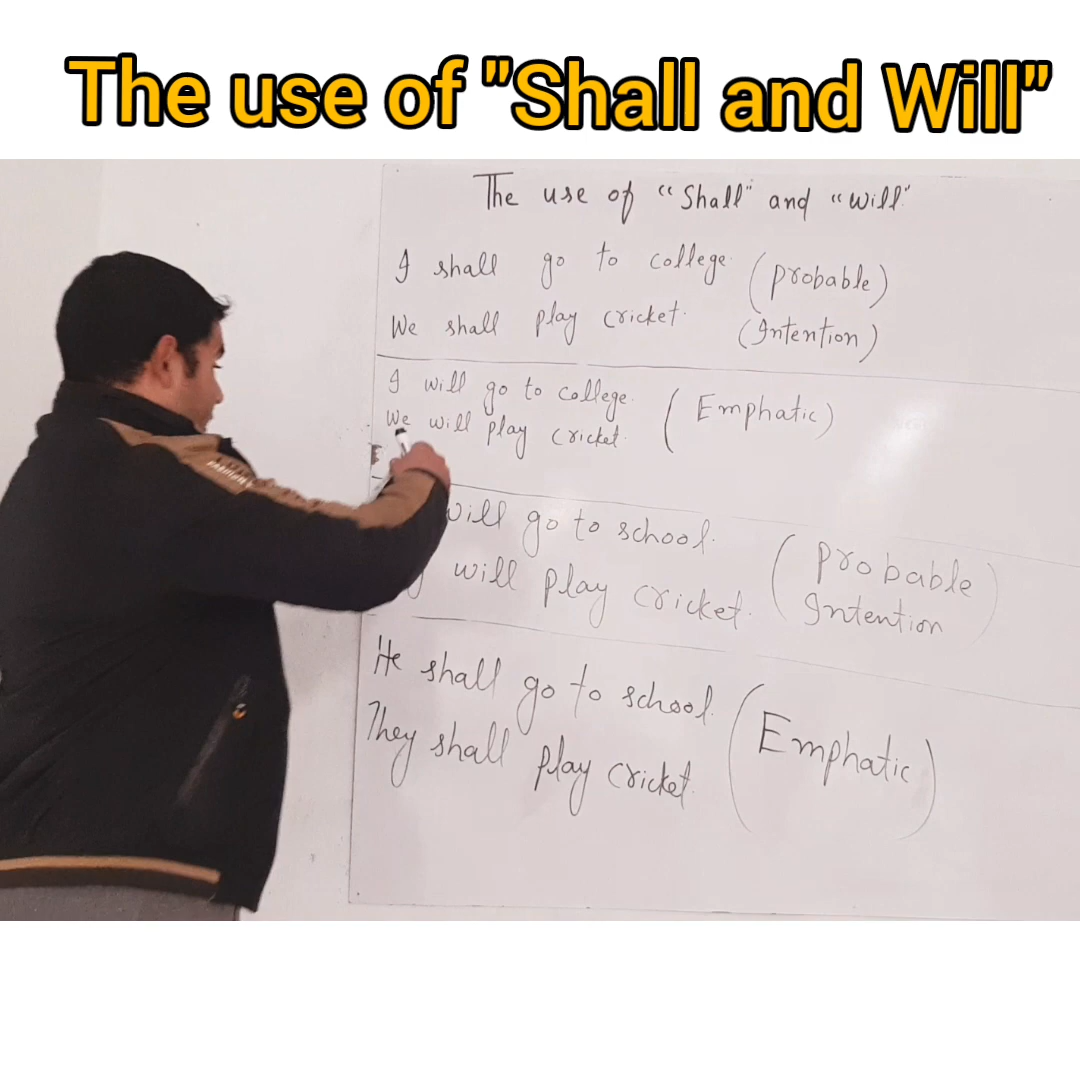 The use of "Shall and Will"
The use of "Shall" and "Will"
I shall go to college. (Probable)
We shall play cricket. (Intention)
I will go to college.
We will play cricket. (Emphatic)
will go to school. (Probable
will play cricket. Intention)
He shall go to school.
They shall play cricket. (Emphatic)